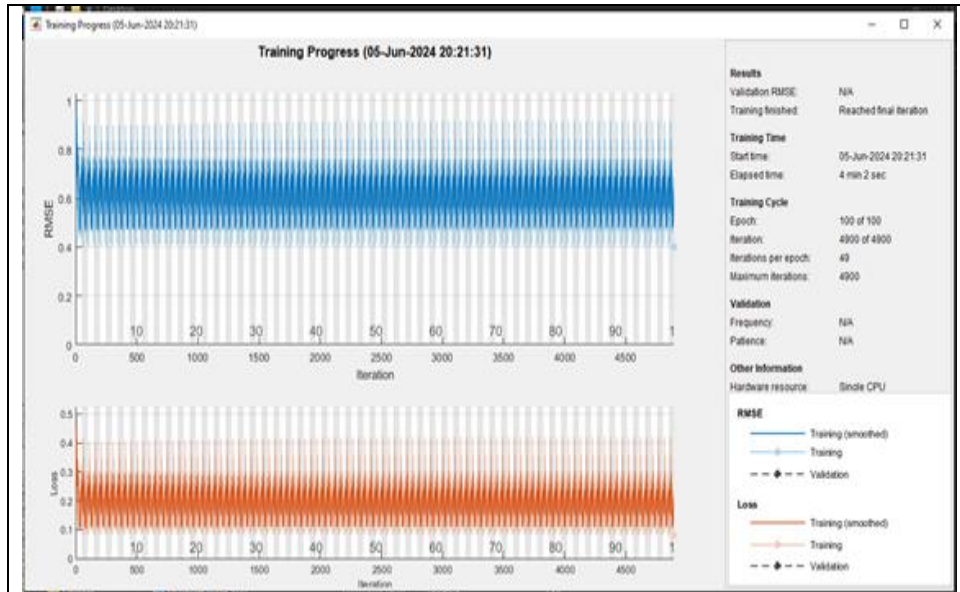 Training Progress (05-Jun-2024 20:21:31)
Training Progress (05-Jun-2024 20:21:31)
RMSE
1
0.8
0.6
0.4
0.2
0
10 20 30 40 50 60 70 80 90 1
0 500 1000 1500 2000 2500 3000 3500 4000 4500
Iteration
Loss
0.5
0.4
0.3
0.2
0.1
0
10 20 30 40 50 60 70 80 90 1
0 500 1000 1500 2000 2500 3000 3500 4000 4500
Iteration
Results
Validation RMSE: N/A
Training finished: Reached final iteration
Training Time
Start time: 05-Jun-2024 20:21:31
Elapsed time: 4 min 2 sec
Training Cycle
Epoch: 100 of 100
Iteration: 4900 of 4900
Iterations per epoch: 49
Maximum iterations: 4900
Validation
Frequency: N/A
Patience: N/A
Other Information
Hardware resource: Single CPU
RMSE
Training (smoothed)
Training
Validation
Loss
Training (smoothed)
Training
Validation